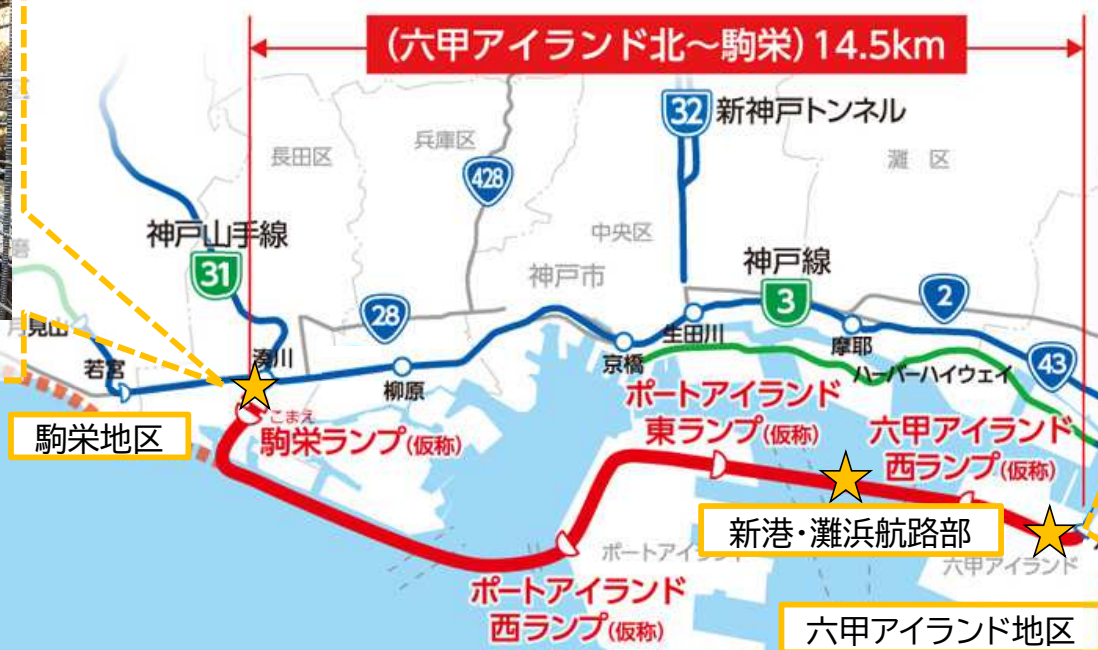 (六甲アイランド北～駒栄)14.5km
32
新神戸トンネル
兵庫区
長田区
灘区
428
中央区
神戸山手線
31
神戸市
神戸線
3
2
28
月見山
若宮
湊川
柳原
京橋
生田川
摩耶
ハーバーハイウェイ
43
駒栄地区
こまえ
駒栄ランプ(仮称)
ポートアイランド
東ランプ(仮称)
六甲アイランド
西ランプ(仮称)
新港・灘浜航路部
ポートアイランド
六甲アイランド
ポートアイランド
西ランプ(仮称)
六甲アイランド地区